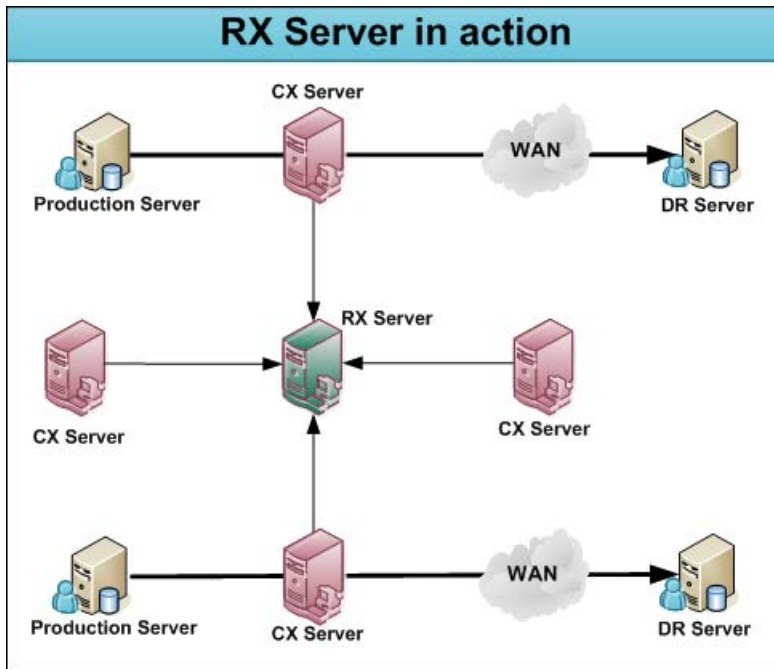 RX Server in action
CX Server
WAN
Production Server
DR Server
RX Server
CX Server
CX Server
WAN
Production Server
CX Server
DR Server